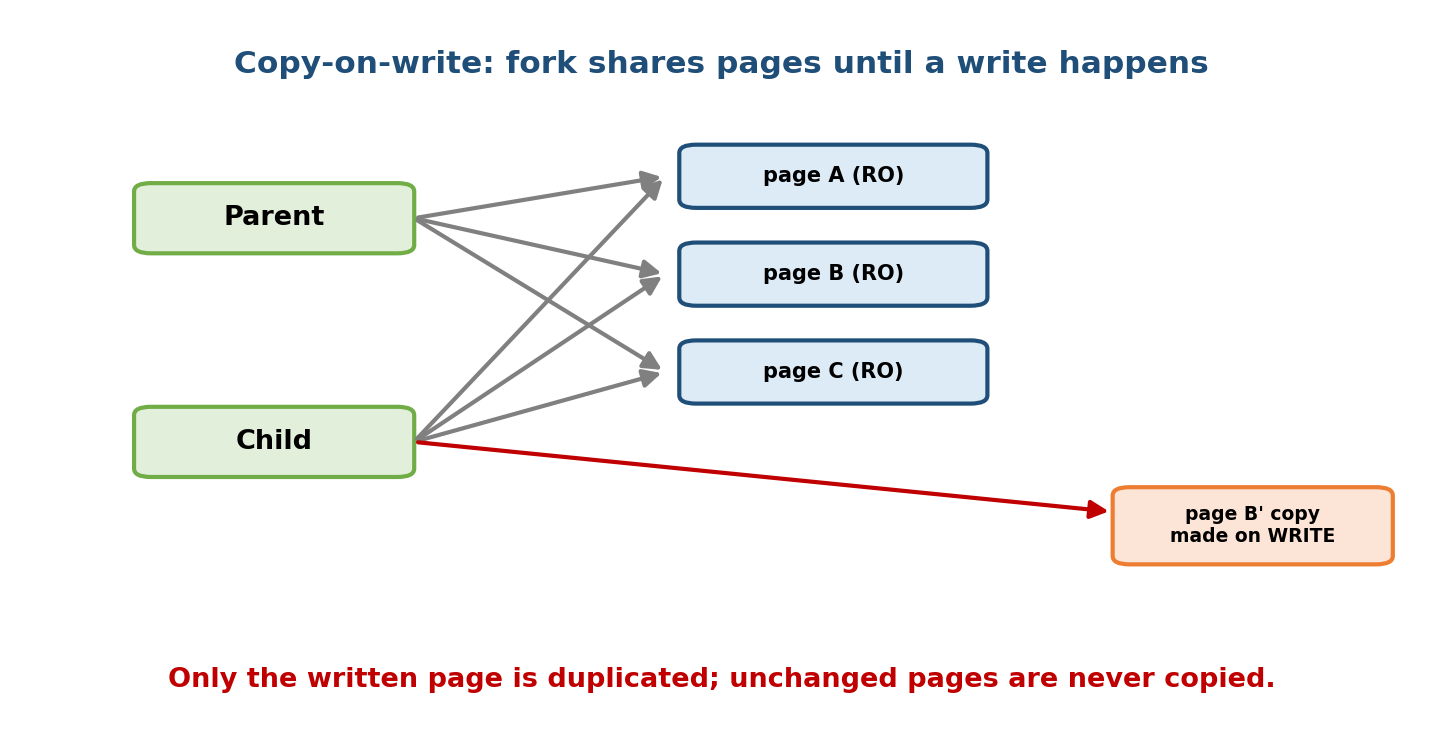 Copy-on-write: fork shares pages until a write happens
Parent
page A (RO)
page B (RO)
page C (RO)
Child
page B' copy
made on WRITE
Only the written page is duplicated; unchanged pages are never copied.